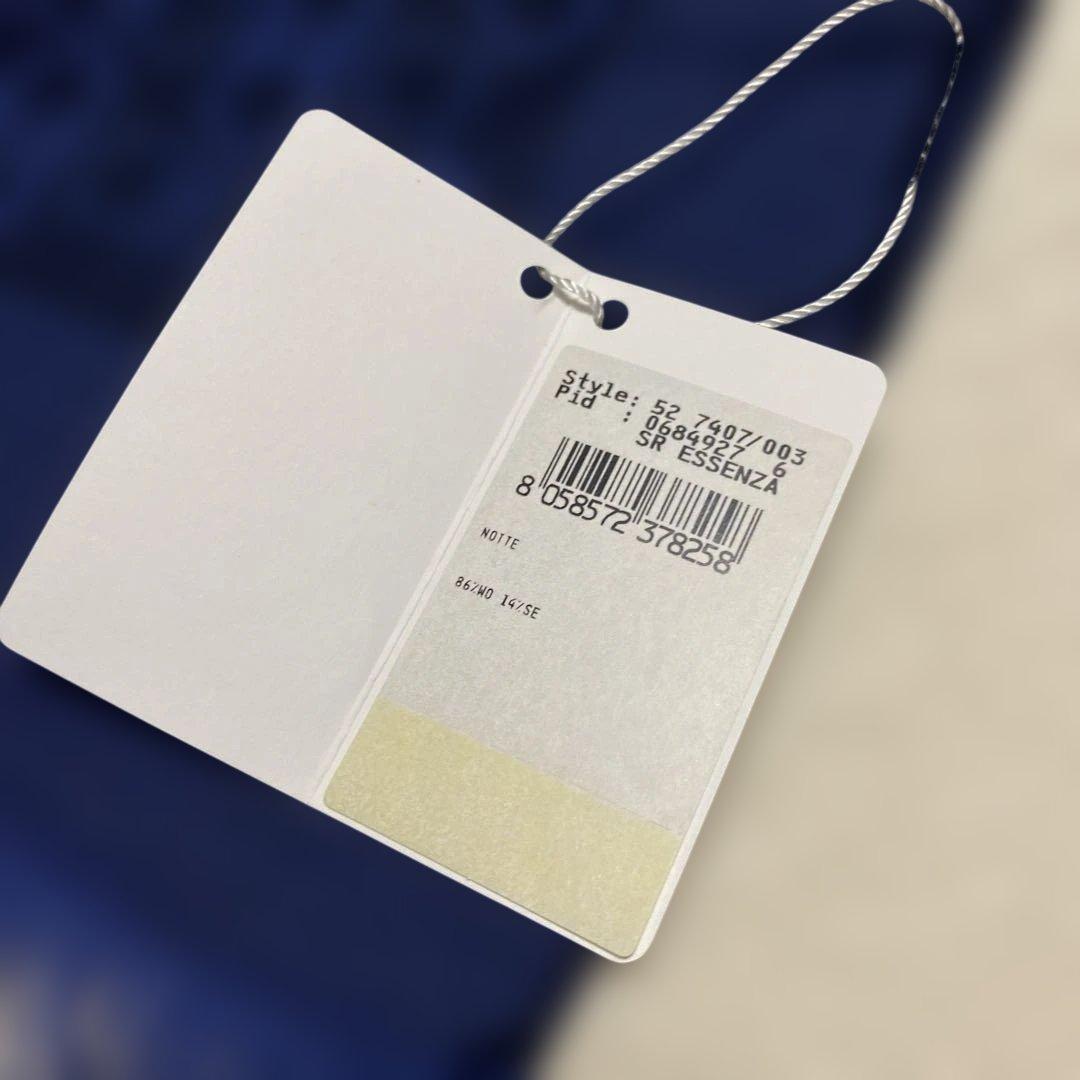 Style: 52 7407/003
Pid : 0684927 6
SR ESSENZA
8 058572 378258
NOTTE
86%WO 14%SE